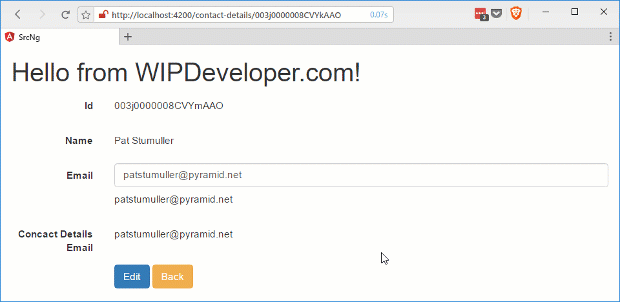 http://localhost:4200/contact-details/003j0000008CVYkAAO 0.07s
3
SrcNg
Hello from WIPDeveloper.com!
Id 003j0000008CVYmAAO
Name Pat Stumuller
Email patstumuller@pyramid.net
patstumuller@pyramid.net
Concact Details patstumuller@pyramid.net
Email
Edit Back